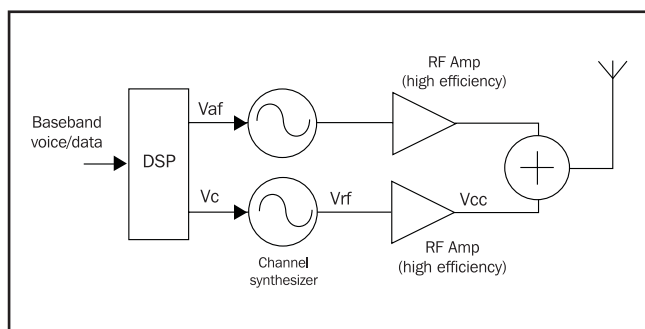 RF Amp
(high efficiency)
Vaf
Baseband
voice/data
DSP
Vc
Vrf
Vcc
RF Amp
(high efficiency)
Channel
synthesizer